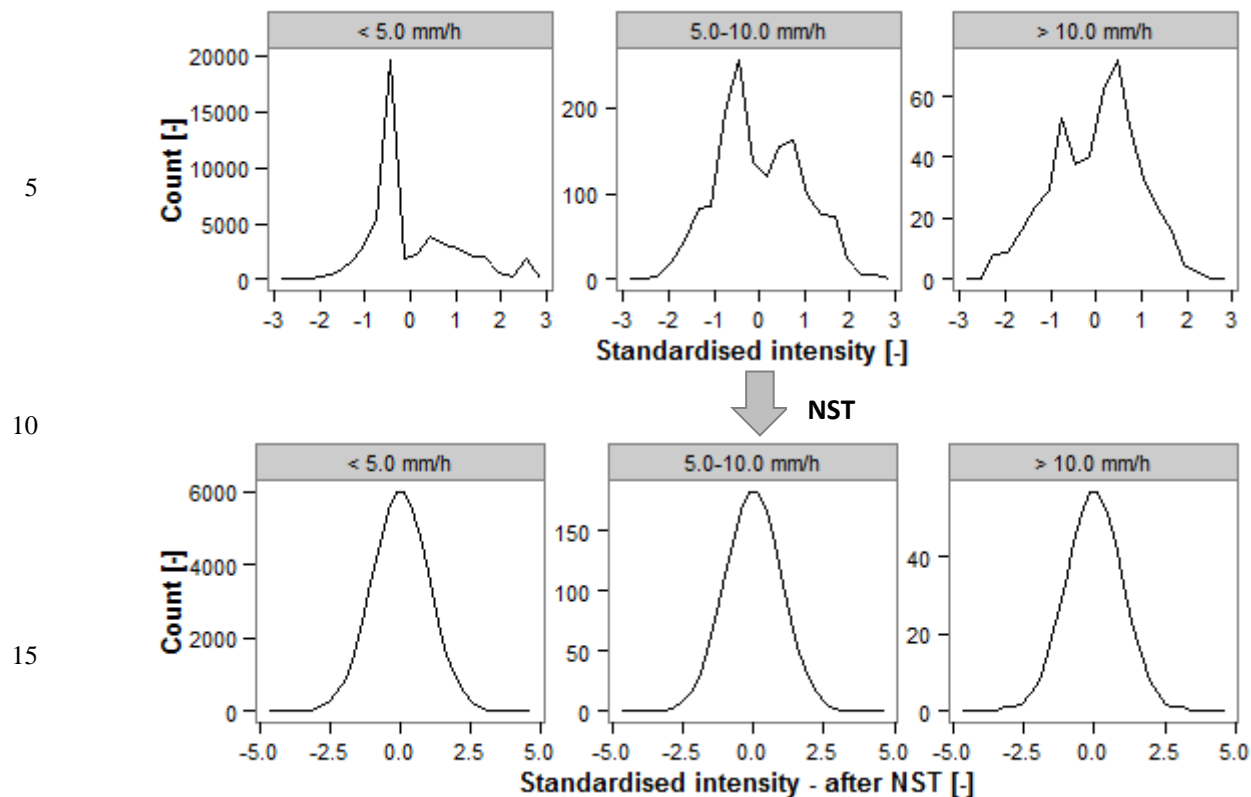 < 5.0 mm/h 5.0-10.0 mm/h > 10.0 mm/h
20000
15000
10000
5000
0
Count [-]
200
100
0
60
40
20
0
5
-3 -2 -1 0 1 2 3 -3 -2 -1 0 1 2 3 -3 -2 -1 0 1 2 3
Standardised intensity [-]
NST
10
< 5.0 mm/h 5.0-10.0 mm/h > 10.0 mm/h
6000
4000
2000
0
Count [-]
150
100
50
0
40
20
0
15
-5.0 -2.5 0.0 2.5 5.0 -5.0 -2.5 0.0 2.5 5.0 -5.0 -2.5 0.0 2.5 5.0
Standardised intensity - after NST [-]